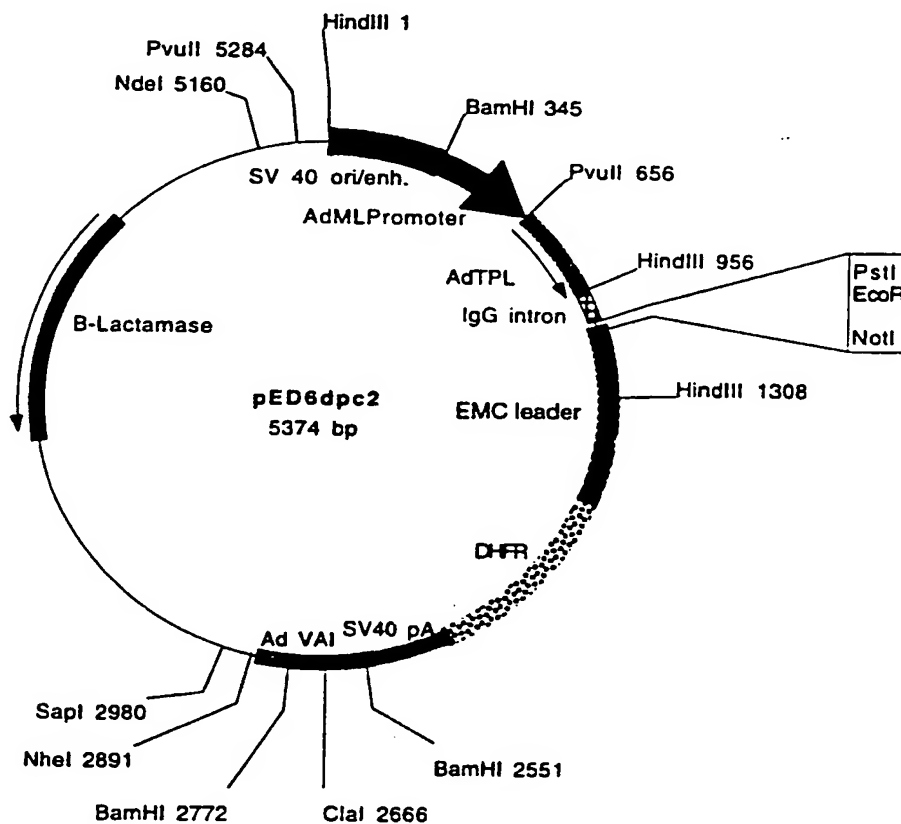 HindIII 1
PvuII 5284
NdeI 5160
BamHI 345
SV 40 ori/enh.
PvuII 656
AdMLPromoter
HindIII 956
AdTPL
PstI
EcoR
IgG intron
NotI
B-Lactamase
pED6dpc2
5374 bp
EMC leader
HindIII 1308
DHFR
Ad VAI
SV40 pA
SapI 2980
NheI 2891
BamHI 2551
BamHI 2772
ClaI 2666